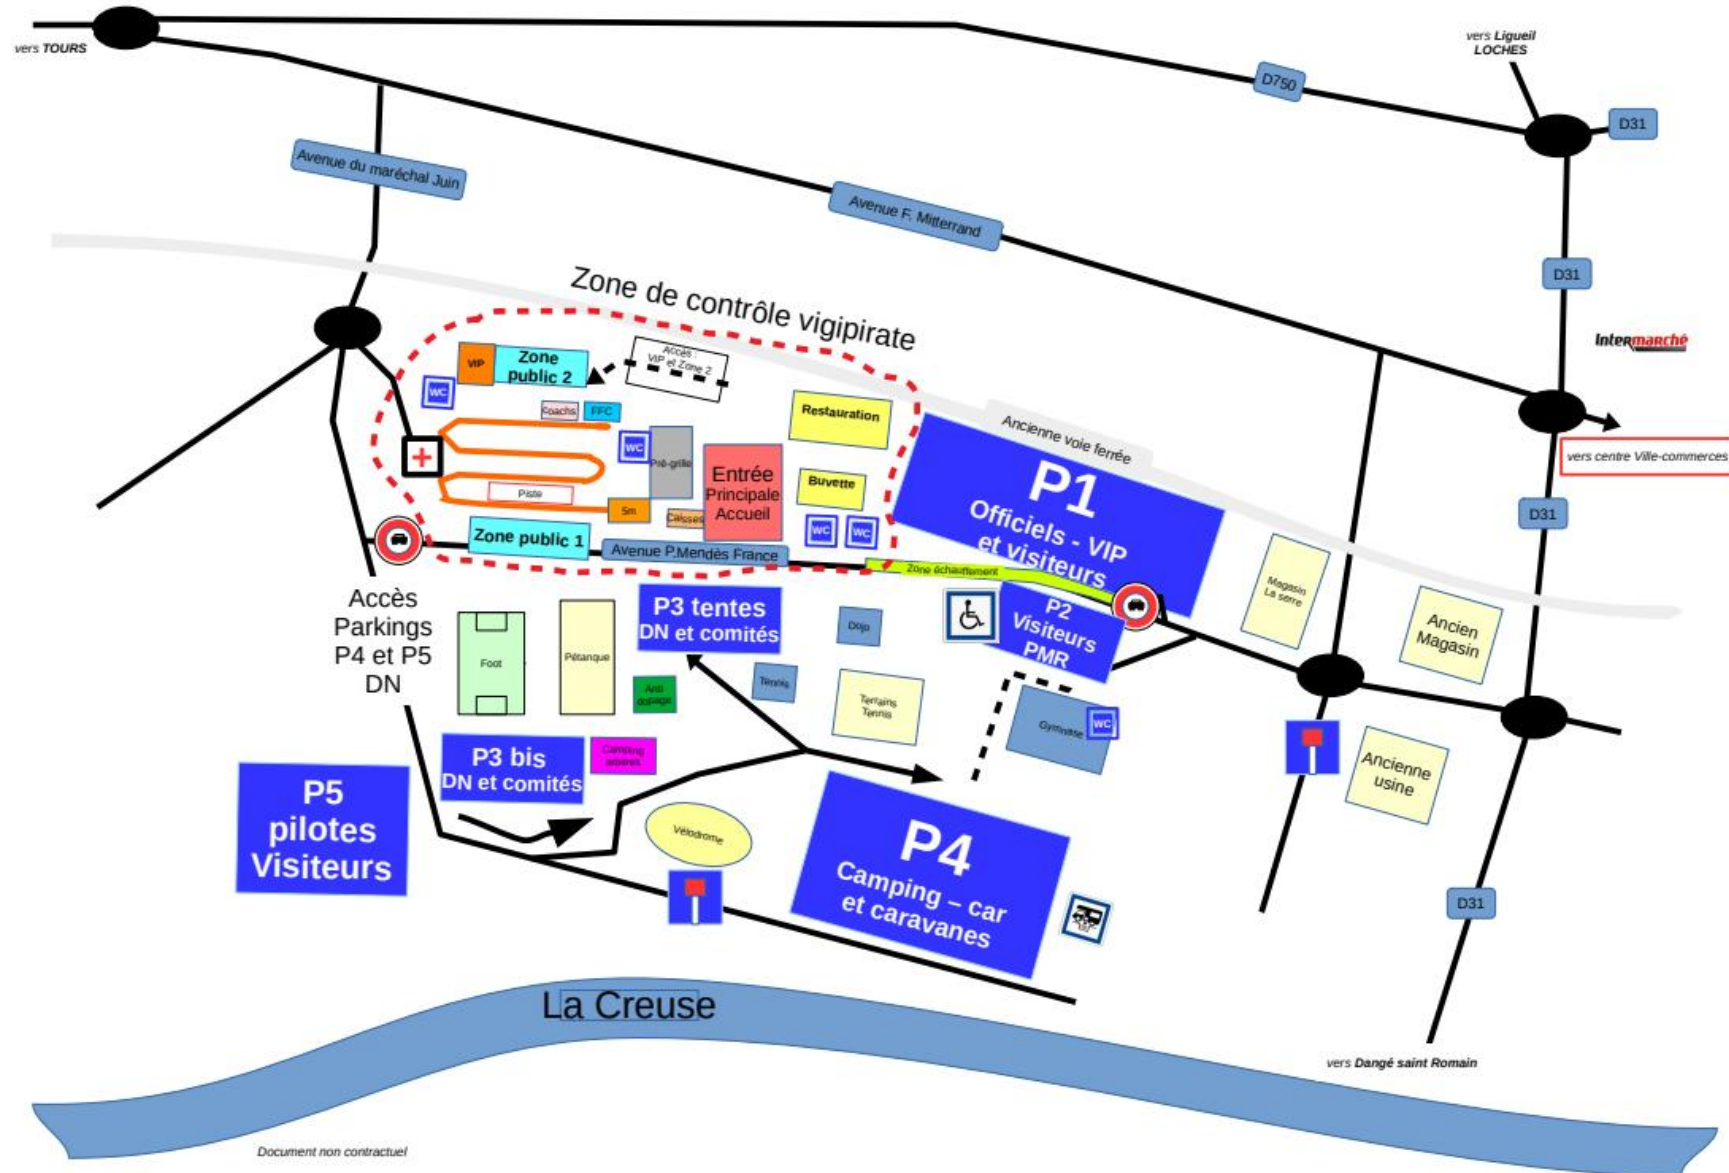 vers TOURS
vers Ligueil
LOCHES
D750
D31
Avenue du maréchal Juin
Avenue F. Mitterrand
D31
Zone de contrôle vigipirate
Intermarché
Accès :
VIP et Zone 2
VIP
Zone
public 2
WC
Coachs
FFC
Restauration
Ancienne voie ferrée
WC
Pré-grille
Entrée
Principale
Accueil
Buvette
P1
Officiels - VIP
et visiteurs
vers centre Ville-commerces
Piste
5m
Caisses
WC
WC
D31
Zone public 1
Avenue P.Mendès France
Zone échauffement
Magasin
La serre
Accès
Parkings
P4 et P5
DN
P3 tentes
DN et comités
Dojo
P2
Visiteurs
PMR
Ancien
Magasin
Foot
Pétanque
Anti
dopage
Tennis
Terrains
Tennis
Gymnase
WC
P3 bis
DN et comités
Camping
arbitres
Ancienne
usine
P5
pilotes
Visiteurs
Vélodrome
P4
Camping – car
et caravanes
D31
La Creuse
vers Dangé saint Romain
Document non contractuel